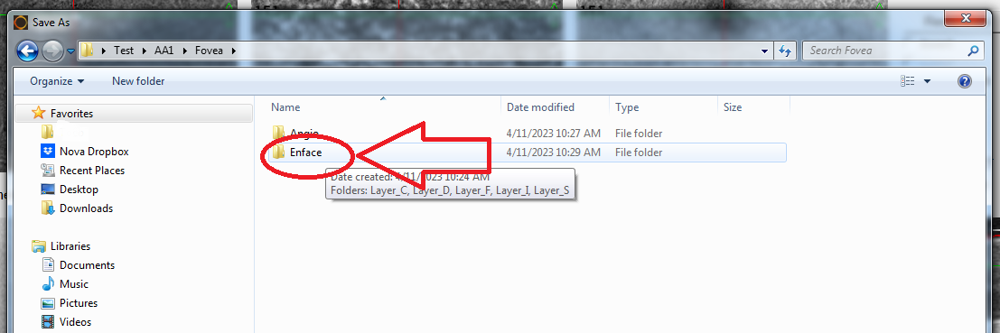 151
Save As
Test
AA1
Fovea
Search Fovea
Organize
New folder
Name
Date modified
Type
Size
Favorites
Nova Dropbox
Recent Places
Desktop
Downloads
Libraries
Documents
Music
Pictures
Videos
Angio
4/11/2023 10:27 AM
File folder
Enface
4/11/2023 10:29 AM
File folder
Date created: 4/11/2023 10:24 AM
Folders: Layer_C, Layer_D, Layer_F, Layer_I, Layer_S